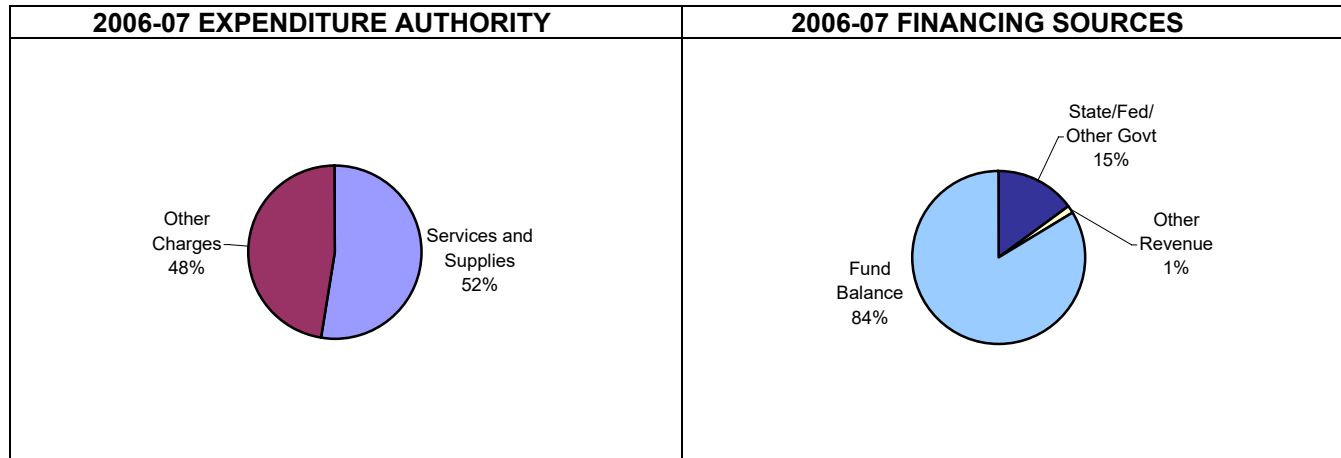 2006-07 EXPENDITURE AUTHORITY
Other
Charges
48%
Services and
Supplies
52%
2006-07 FINANCING SOURCES
State/Fed/
Other Govt
15%
Other
Revenue
1%
Fund
Balance
84%